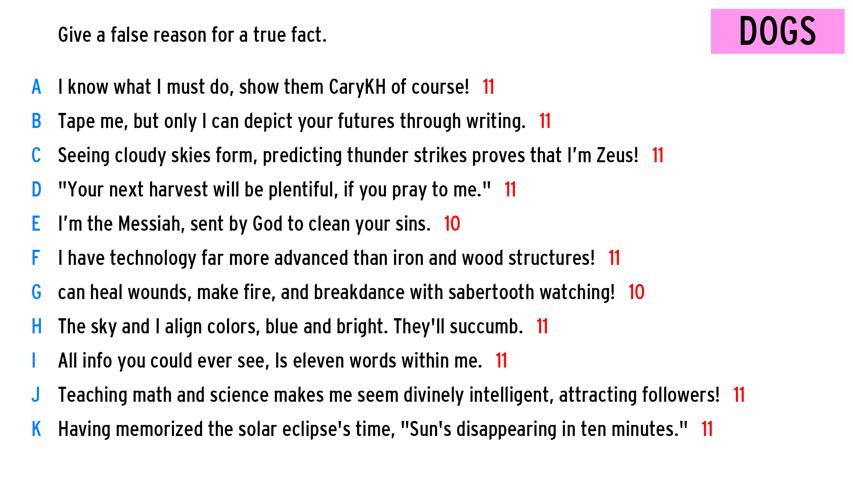 Give a false reason for a true fact.
DOGS
A I know what I must do, show them CaryKH of course! 11
B Tape me, but only I can depict your futures through writing. 11
C Seeing cloudy skies form, predicting thunder strikes proves that I'm Zeus! 11
D "Your next harvest will be plentiful, if you pray to me." 11
E I'm the Messiah, sent by God to clean your sins. 10
F I have technology far more advanced than iron and wood structures! 11
G can heal wounds, make fire, and breakdance with sabertooth watching! 10
H The sky and I align colors, blue and bright. They'll succumb. 11
I All info you could ever see, Is eleven words within me. 11
J Teaching math and science makes me seem divinely intelligent, attracting followers! 11
K Having memorized the solar eclipse's time, "Sun's disappearing in ten minutes." 11